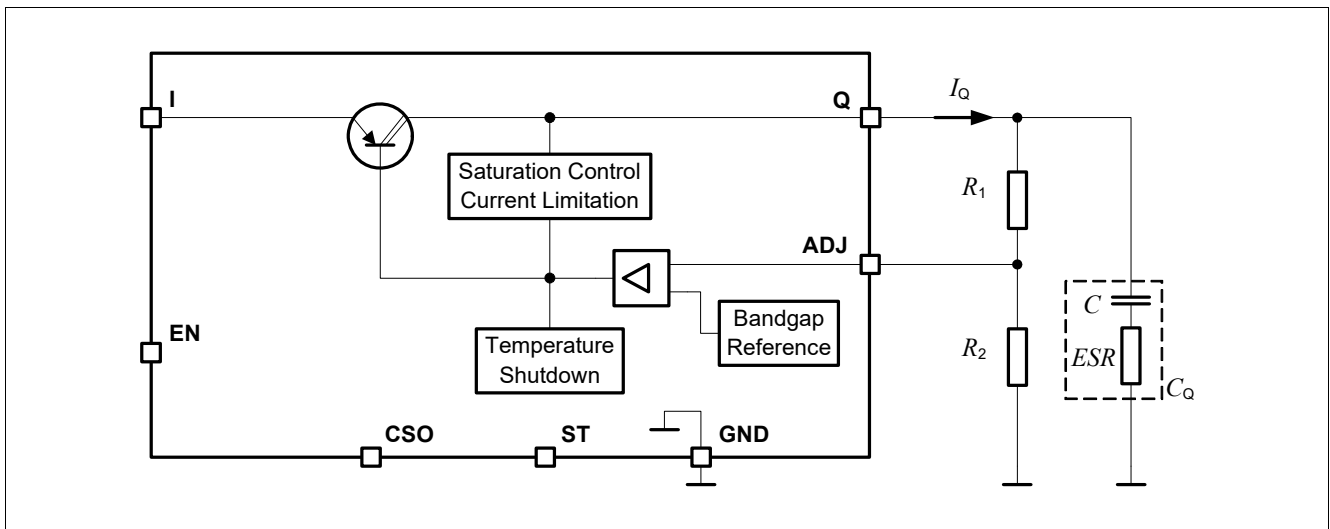 I
Q
I_Q
Saturation Control
Current Limitation
R_1
ADJ
Bandgap
Reference
C
EN
Temperature
Shutdown
R_2
ESR
C_Q
CSO
ST
GND